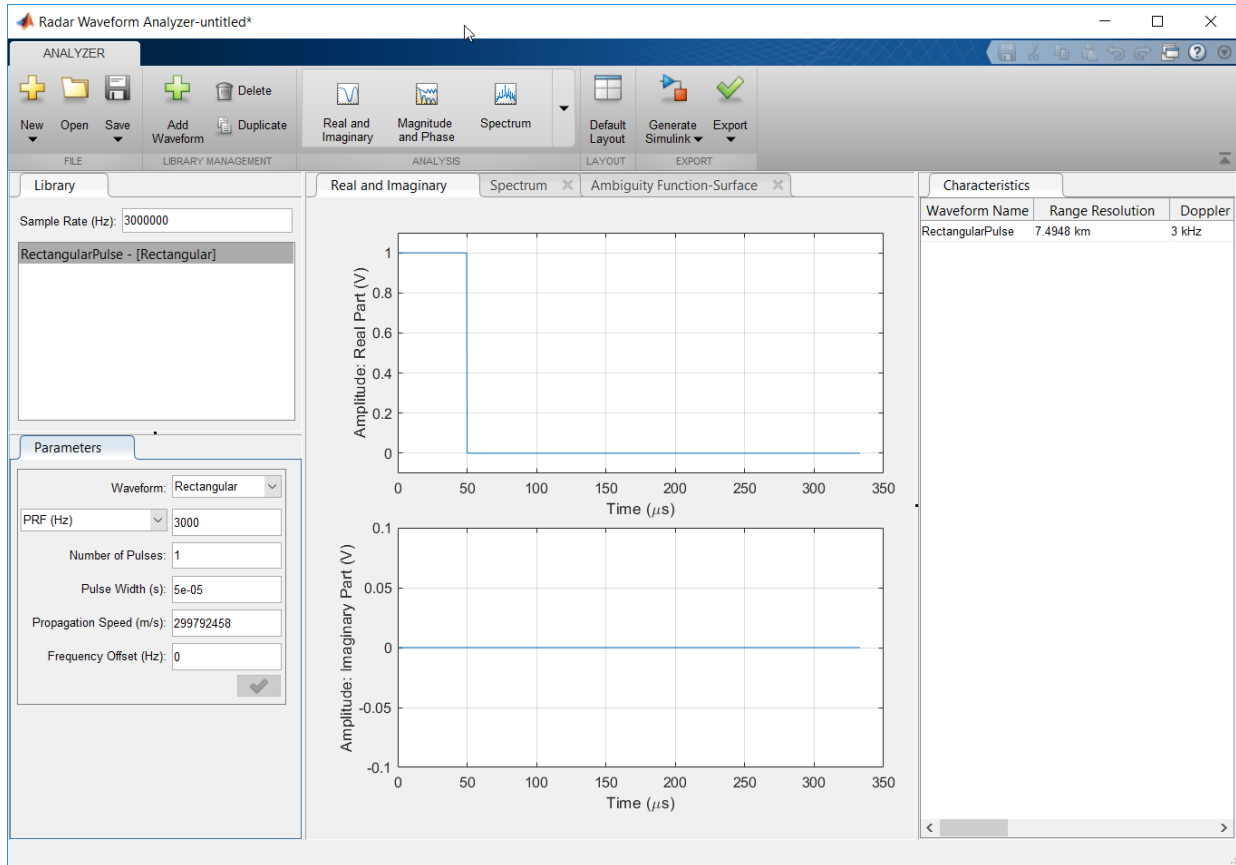 Radar Waveform Analyzer-untitled*
ANALYZER
New
Open
Save
Add
Waveform
Delete
Duplicate
Real and
Imaginary
Magnitude
and Phase
Spectrum
Default
Layout
Generate
Simulink
Export
FILE
LIBRARY MANAGEMENT
ANALYSIS
LAYOUT
EXPORT
Library
Sample Rate (Hz): 3000000
RectangularPulse - [Rectangular]
Parameters
Waveform: Rectangular
PRF (Hz) 3000
Number of Pulses: 1
Pulse Width (s): 5e-05
Propagation Speed (m/s): 299792458
Frequency Offset (Hz): 0
Real and Imaginary
Spectrum
Ambiguity Function-Surface
Amplitude: Real Part (V)
1
0.8
0.6
0.4
0.2
0
0 50 100 150 200 250 300 350
Time (μs)
Amplitude: Imaginary Part (V)
0.1
0.05
0
-0.05
-0.1
0 50 100 150 200 250 300 350
Time (μs)
Characteristics
Waveform Name Range Resolution Doppler
RectangularPulse 7.4948 km 3 kHz